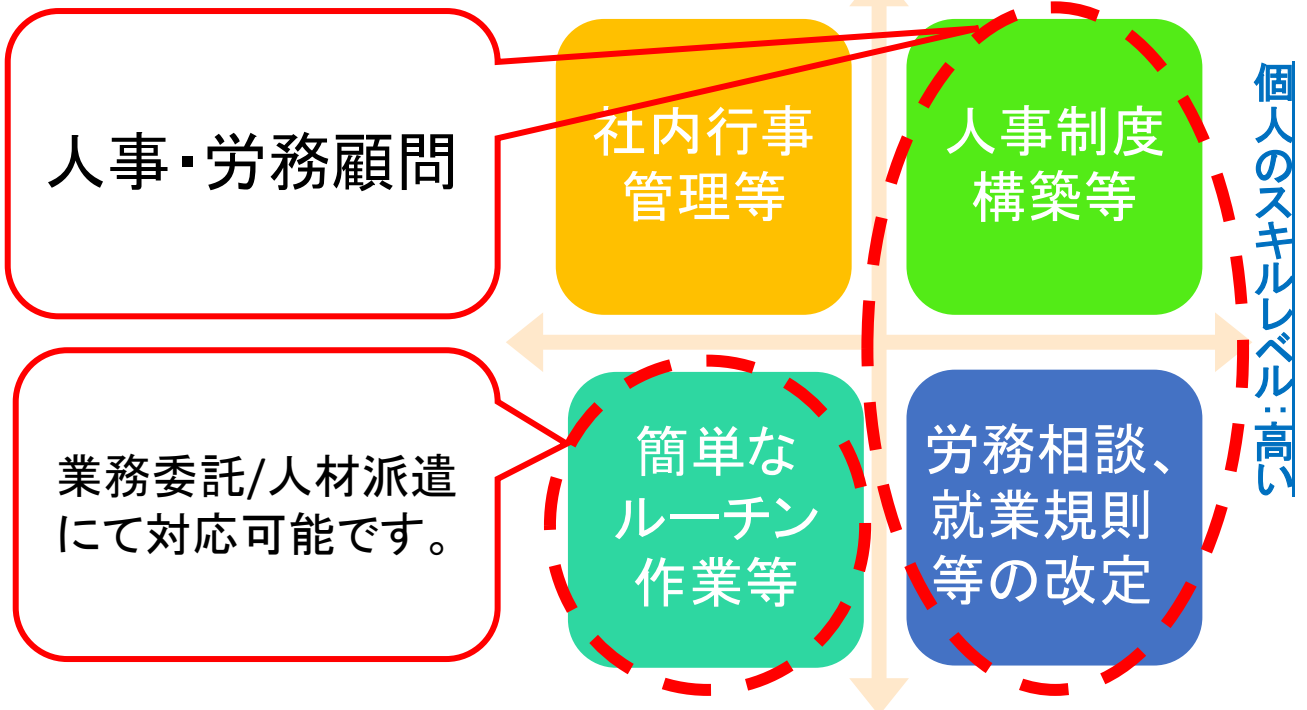 人事・労務顧問
社内行事
管理等
人事制度
構築等
個人のスキルレベル:高い
業務委託/人材派遣
にて対応可能です。
簡単な
ルーチン
作業等
労務相談、
就業規則
等の改定